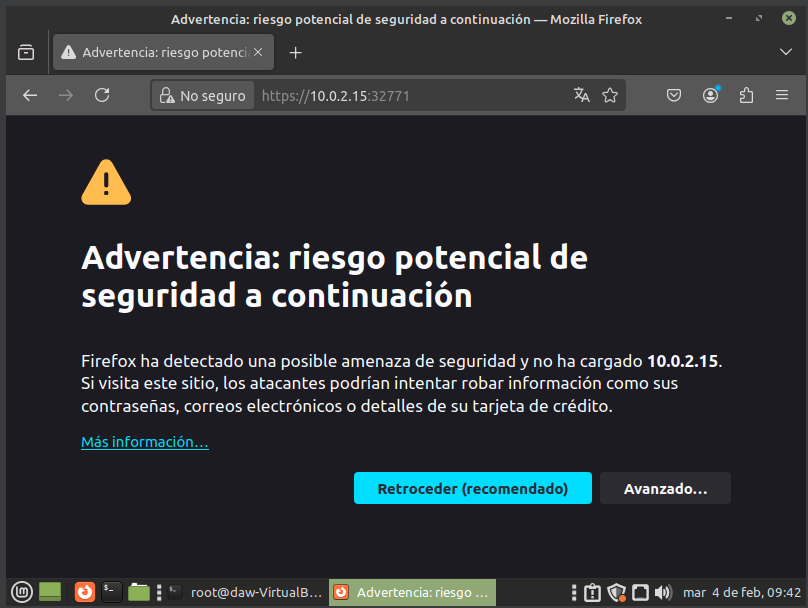 Advertencia: riesgo potencial de seguridad a continuación — Mozilla Firefox
Advertencia: riesgo potenci
No seguro
https://10.0.2.15:32771
Advertencia: riesgo potencial de
seguridad a continuación
Firefox ha detectado una posible amenaza de seguridad y no ha cargado 10.0.2.15.
Si visita este sitio, los atacantes podrían intentar robar información como sus
contraseñas, correos electrónicos o detalles de su tarjeta de crédito.
Más información…
Retroceder (recomendado)
Avanzado…
root@daw-VirtualB…
Advertencia: riesgo …
mar 4 de feb, 09:42